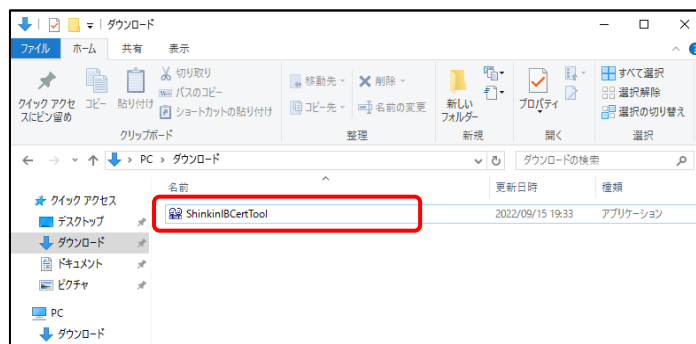 ダウンロード
ファイル ホーム 共有 表示
クイック アクセスにピン留め
コピー
貼り付け
切り取り
パスのコピー
ショートカットの貼り付け
クリップボード
移動先
コピー先
削除
名前の変更
整理
新しいフォルダー
新規
プロパティ
開く
すべて選択
選択解除
選択の切り替え
選択
PC › ダウンロード
ダウンロードの検索
名前 更新日時 種類
ShinkinIBCertTool 2022/09/15 19:33 アプリケーション
クイック アクセス
デスクトップ
ダウンロード
ドキュメント
ピクチャ
PC
ダウンロード